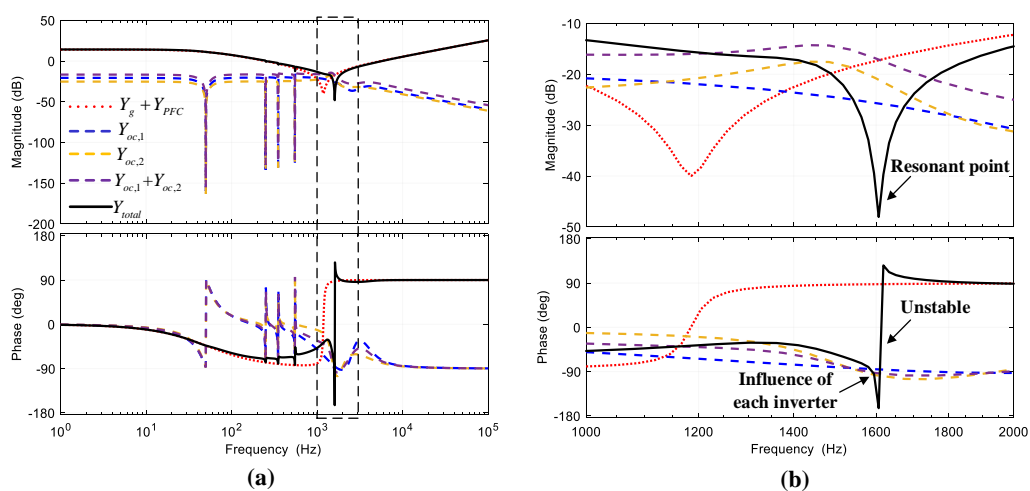 50
0
-50
-100
-150
-200
Magnitude (dB)
Y_g + Y_PFC
Y_oc,1
Y_oc,2
Y_oc,1 + Y_oc,2
Y_total
180
90
0
-90
-180
Phase (deg)
10^0
10^1
10^2
10^3
10^4
10^5
Frequency (Hz)
(a)
-10
-20
-30
-40
-50
Magnitude (dB)
Resonant point
180
90
0
-90
-180
Phase (deg)
Unstable
Influence of
each inverter
1000
1200
1400
1600
1800
2000
Frequency (Hz)
(b)